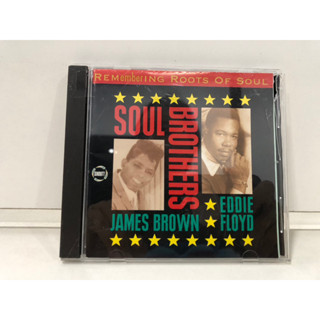 REMembeRING ROOTS OF SOUL
SOUL
BROTHERS
JAMES BROWN
EDDIE
FLOYD